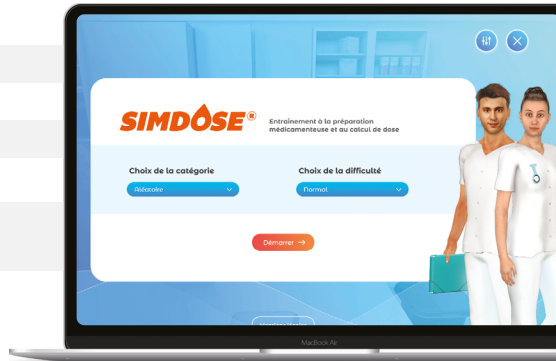 SIMDOSE®
Entraînement à la préparation
médicamenteuse et au calcul de dose
Choix de la catégorie
Choix de la difficulté
Aléatoire
Normal
Démarrer →
MacBook Air